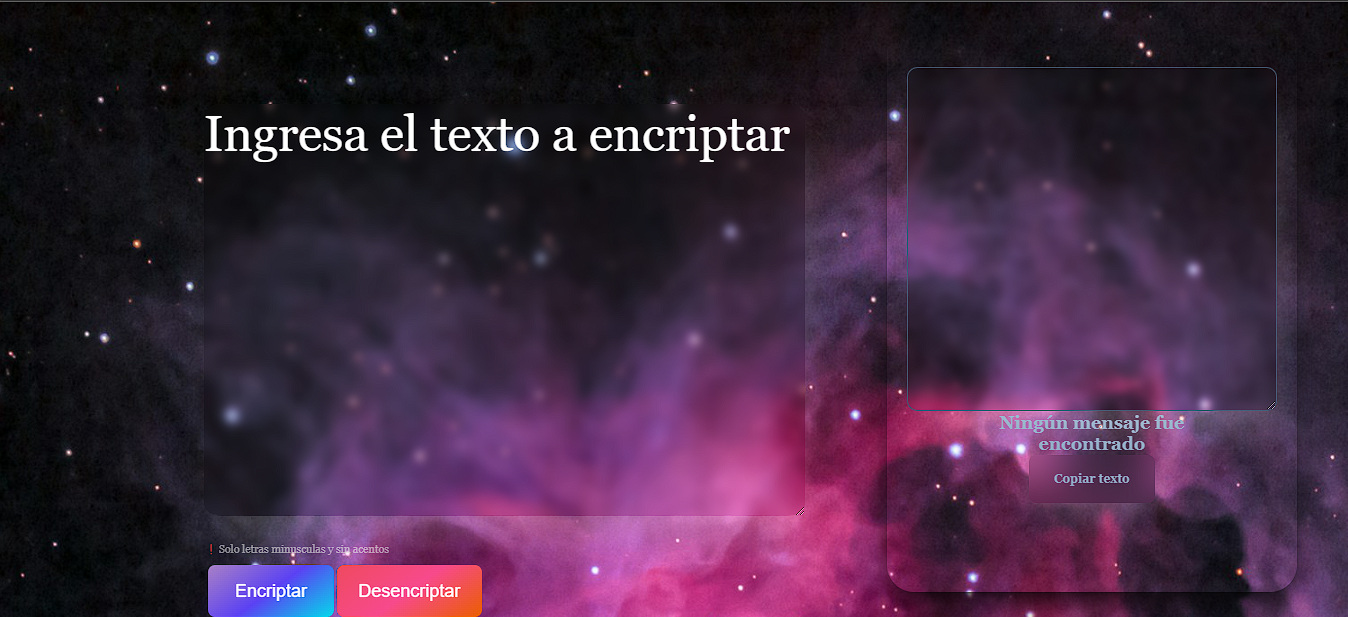 Ingresa el texto a encriptar
Ningún mensaje fue
encontrado
Copiar texto
! Solo letras minusculas y sin acentos
Encriptar
Desencriptar